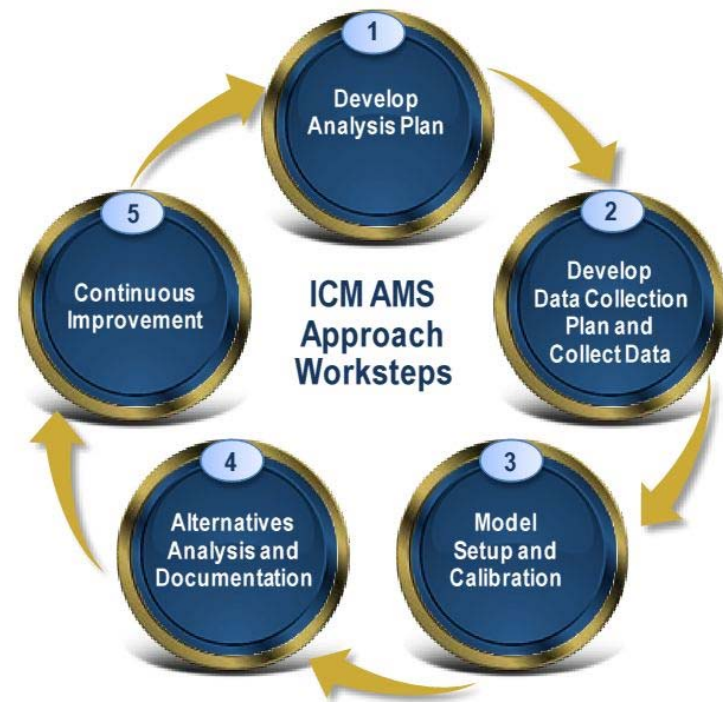 1
Develop
Analysis Plan
2
Develop
Data Collection
Plan and
Collect Data
3
Model
Setup and
Calibration
4
Alternatives
Analysis and
Documentation
5
Continuous
Improvement
ICM AMS
Approach
Worksteps